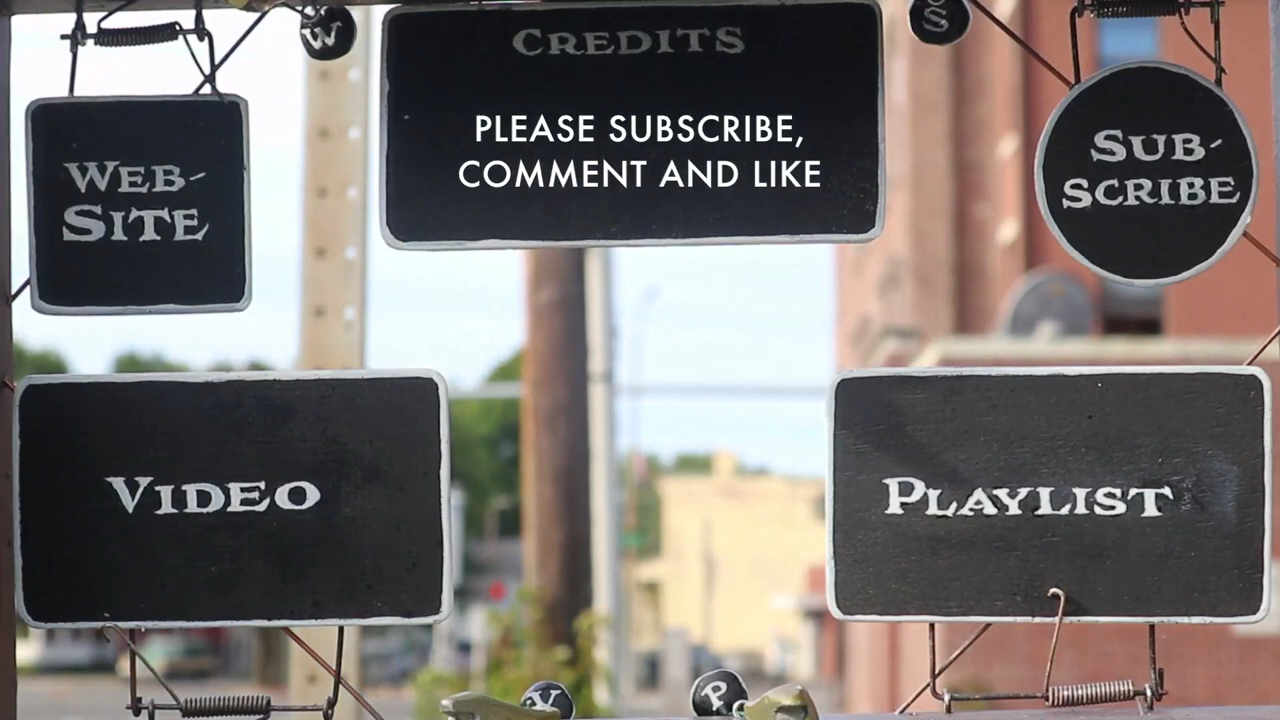 W
CREDITS
S
PLEASE SUBSCRIBE,
COMMENT AND LIKE
WEB-
SITE
SUB-
SCRIBE
VIDEO
PLAYLIST
V
P